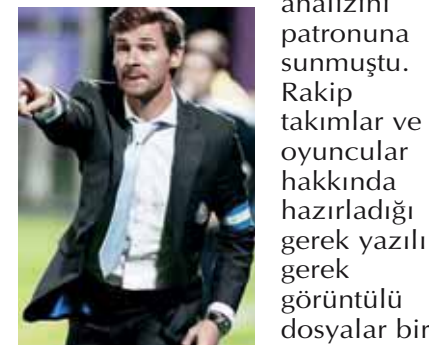 analizini
patronuna
sunmuştu.
Rakip
takımlar ve
oyuncular
hakkında
hazırladığı
gerek yazılı
gerek
görüntülü
dosyalar bir